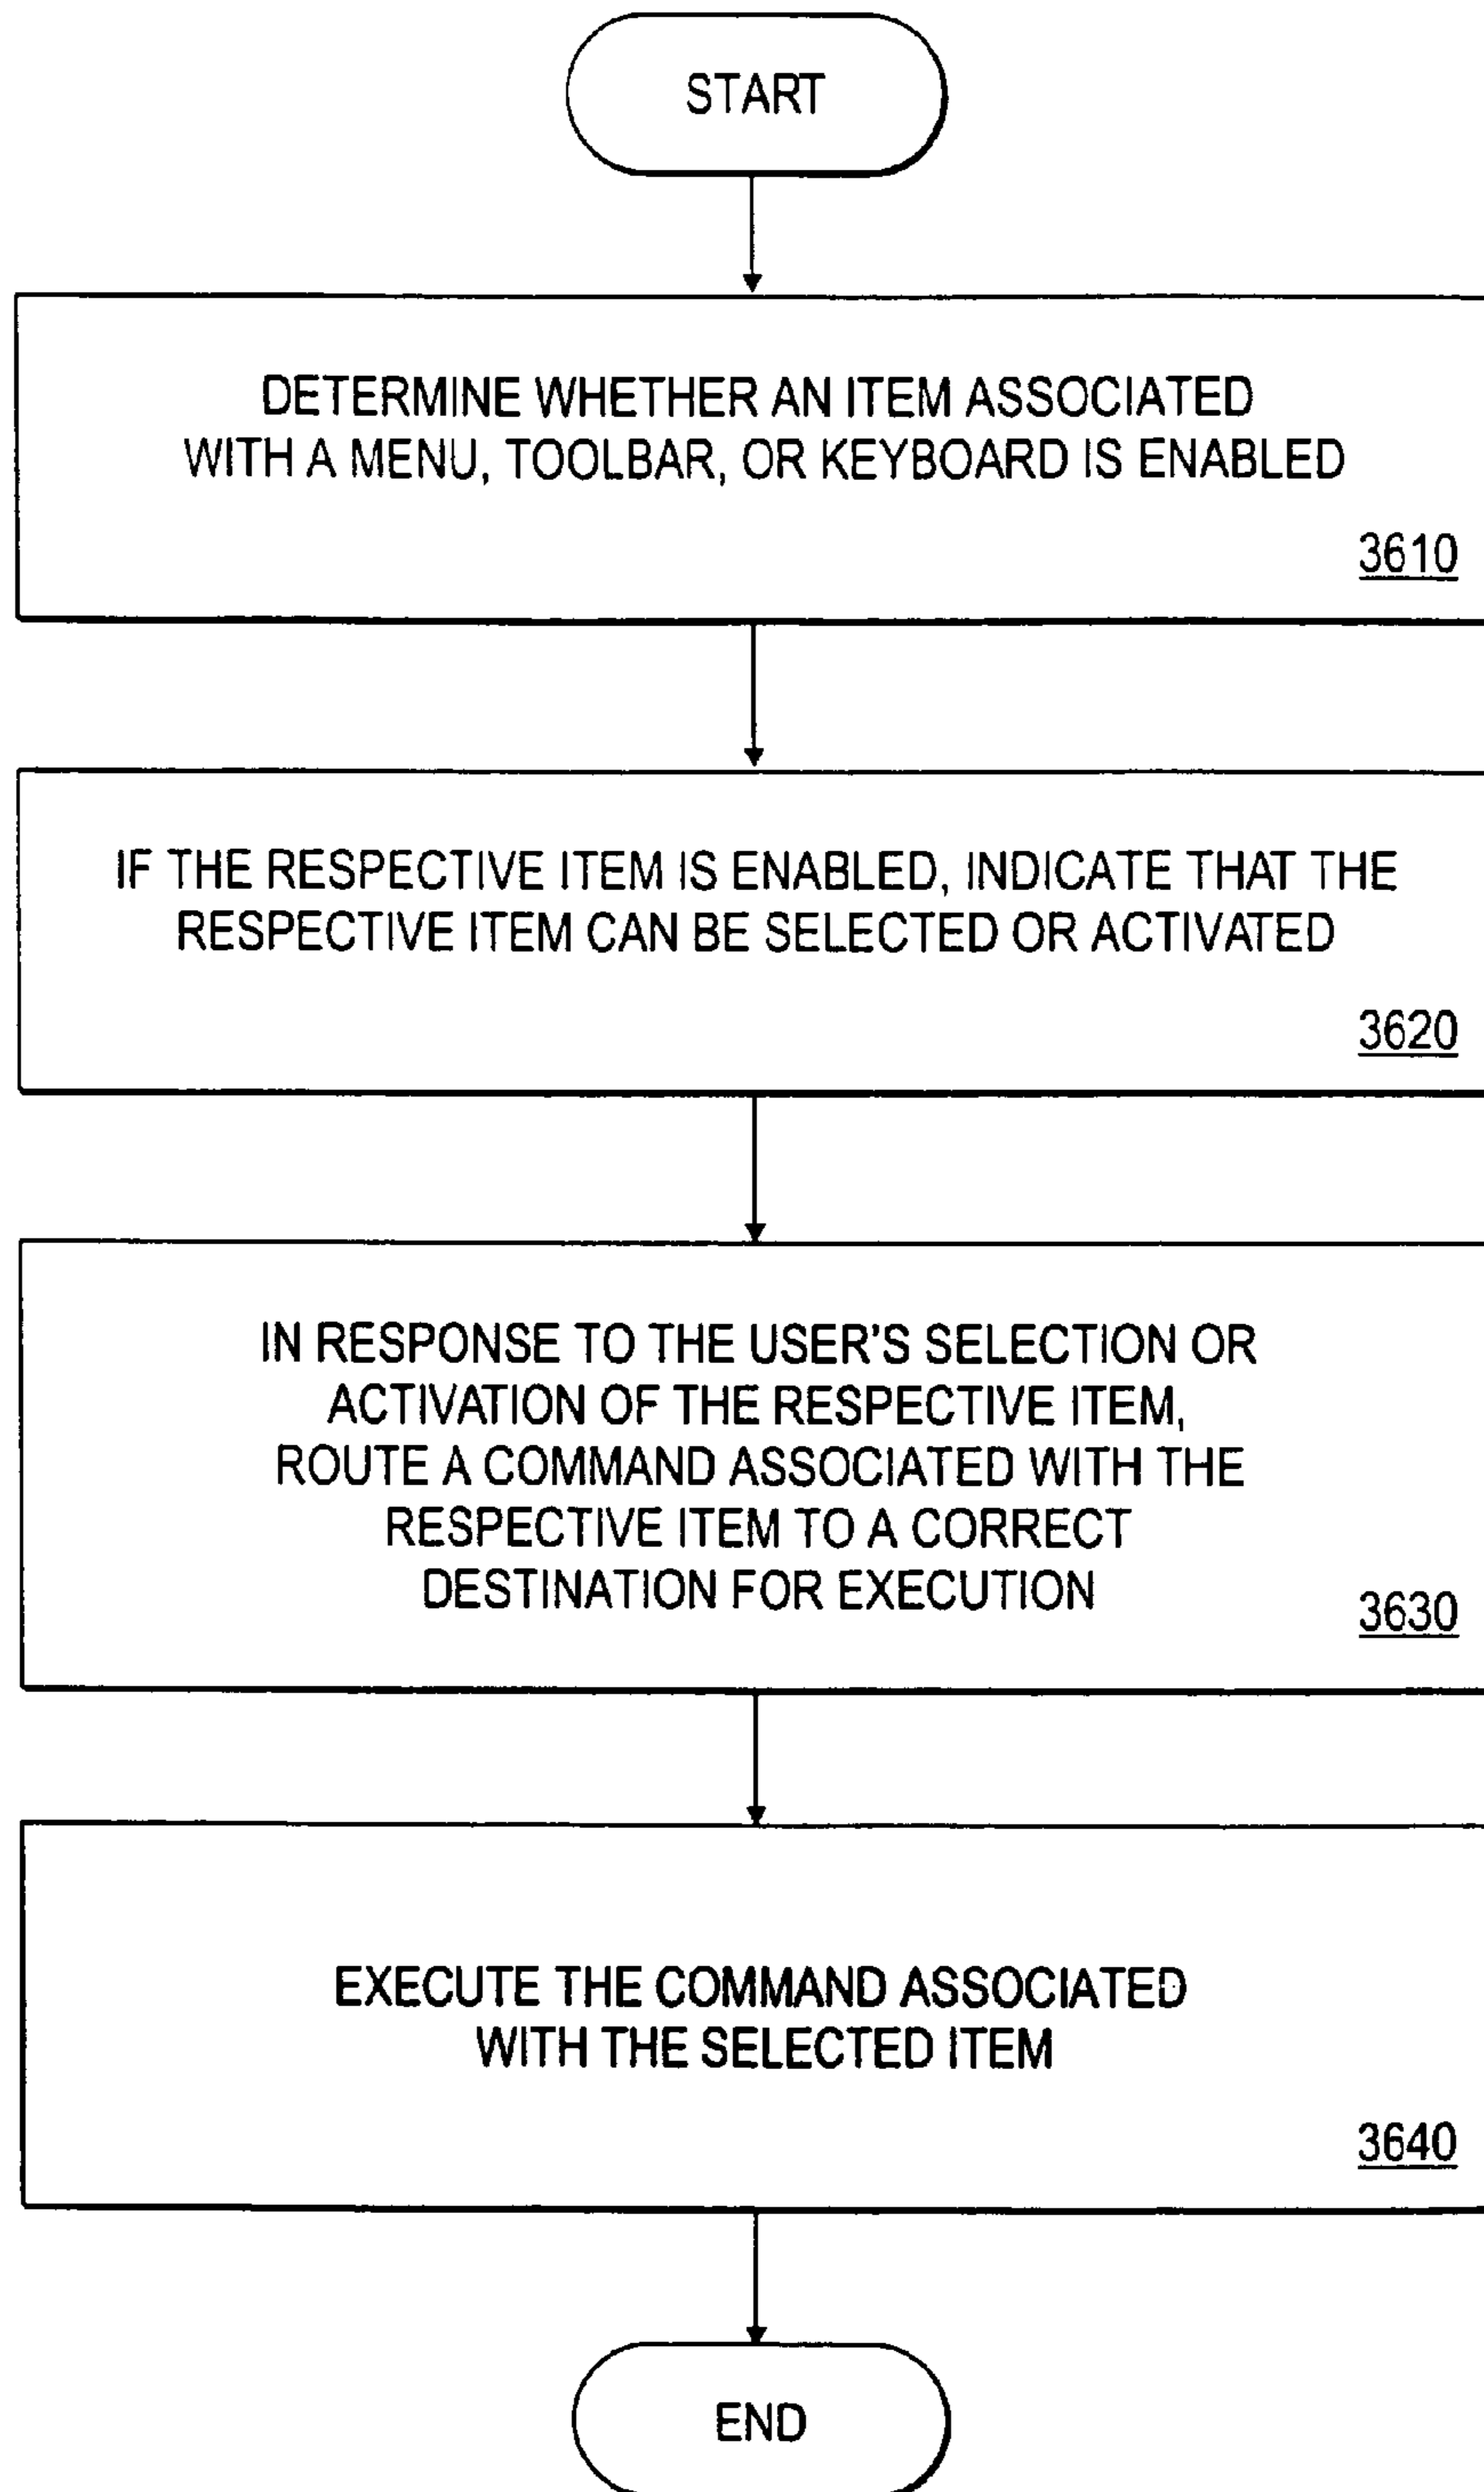 START
DETERMINE WHETHER AN ITEM ASSOCIATED
WITH A MENU, TOOLBAR, OR KEYBOARD IS ENABLED
3610
IF THE RESPECTIVE ITEM IS ENABLED, INDICATE THAT THE
RESPECTIVE ITEM CAN BE SELECTED OR ACTIVATED
3620
IN RESPONSE TO THE USER'S SELECTION OR
ACTIVATION OF THE RESPECTIVE ITEM,
ROUTE A COMMAND ASSOCIATED WITH THE
RESPECTIVE ITEM TO A CORRECT
DESTINATION FOR EXECUTION
3630
EXECUTE THE COMMAND ASSOCIATED
WITH THE SELECTED ITEM
3640
END